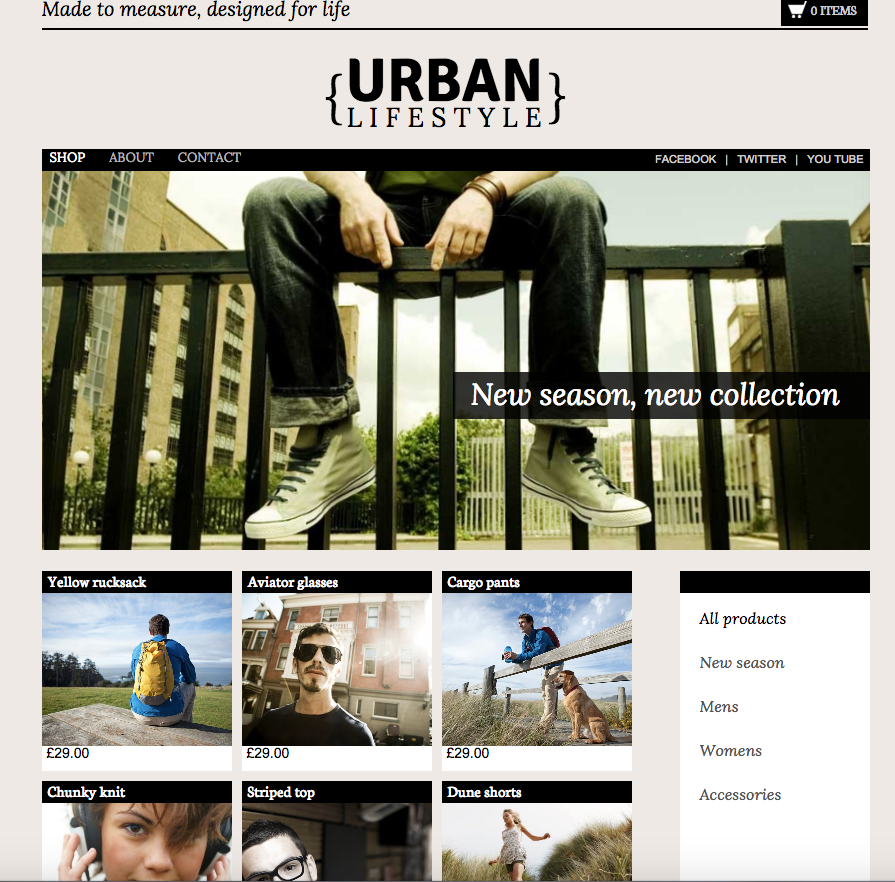 Made to measure, designed for life
0 ITEMS
{URBAN
LIFESTYLE}
SHOP ABOUT CONTACT FACEBOOK | TWITTER | YOU TUBE
New season, new collection
Yellow rucksack Aviator glasses Cargo pants
All products
New season
Mens
Womens
Accessories
£29.00 £29.00 £29.00
Chunky knit Striped top Dune shorts